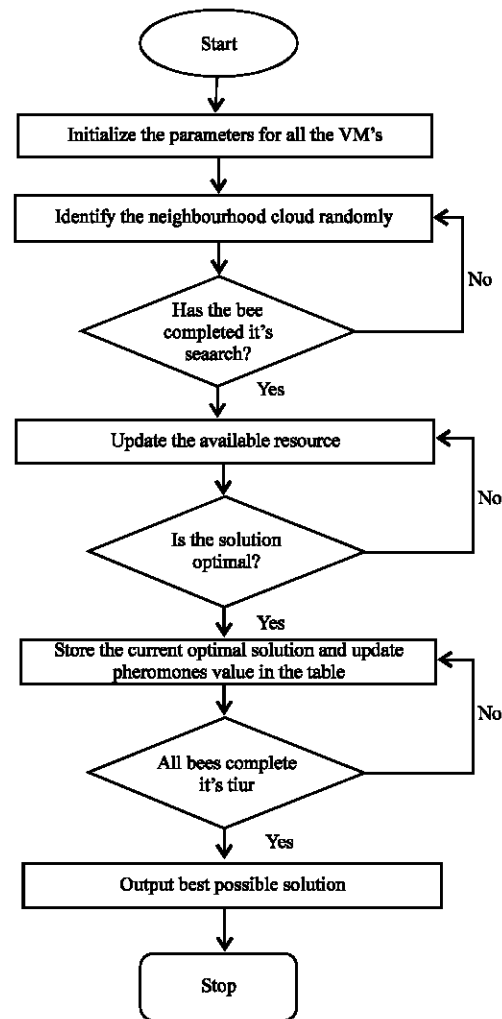 Start
Initialize the parameters for all the VM's
Identify the neighbourhood cloud randomly
No
Has the bee
completed it's
seaarch?
Yes
Update the available resource
No
Is the solution
optimal?
Yes
Store the current optimal solution and update
pheromones value in the table
No
All bees complete
it's tiur
Yes
Output best possible solution
Stop